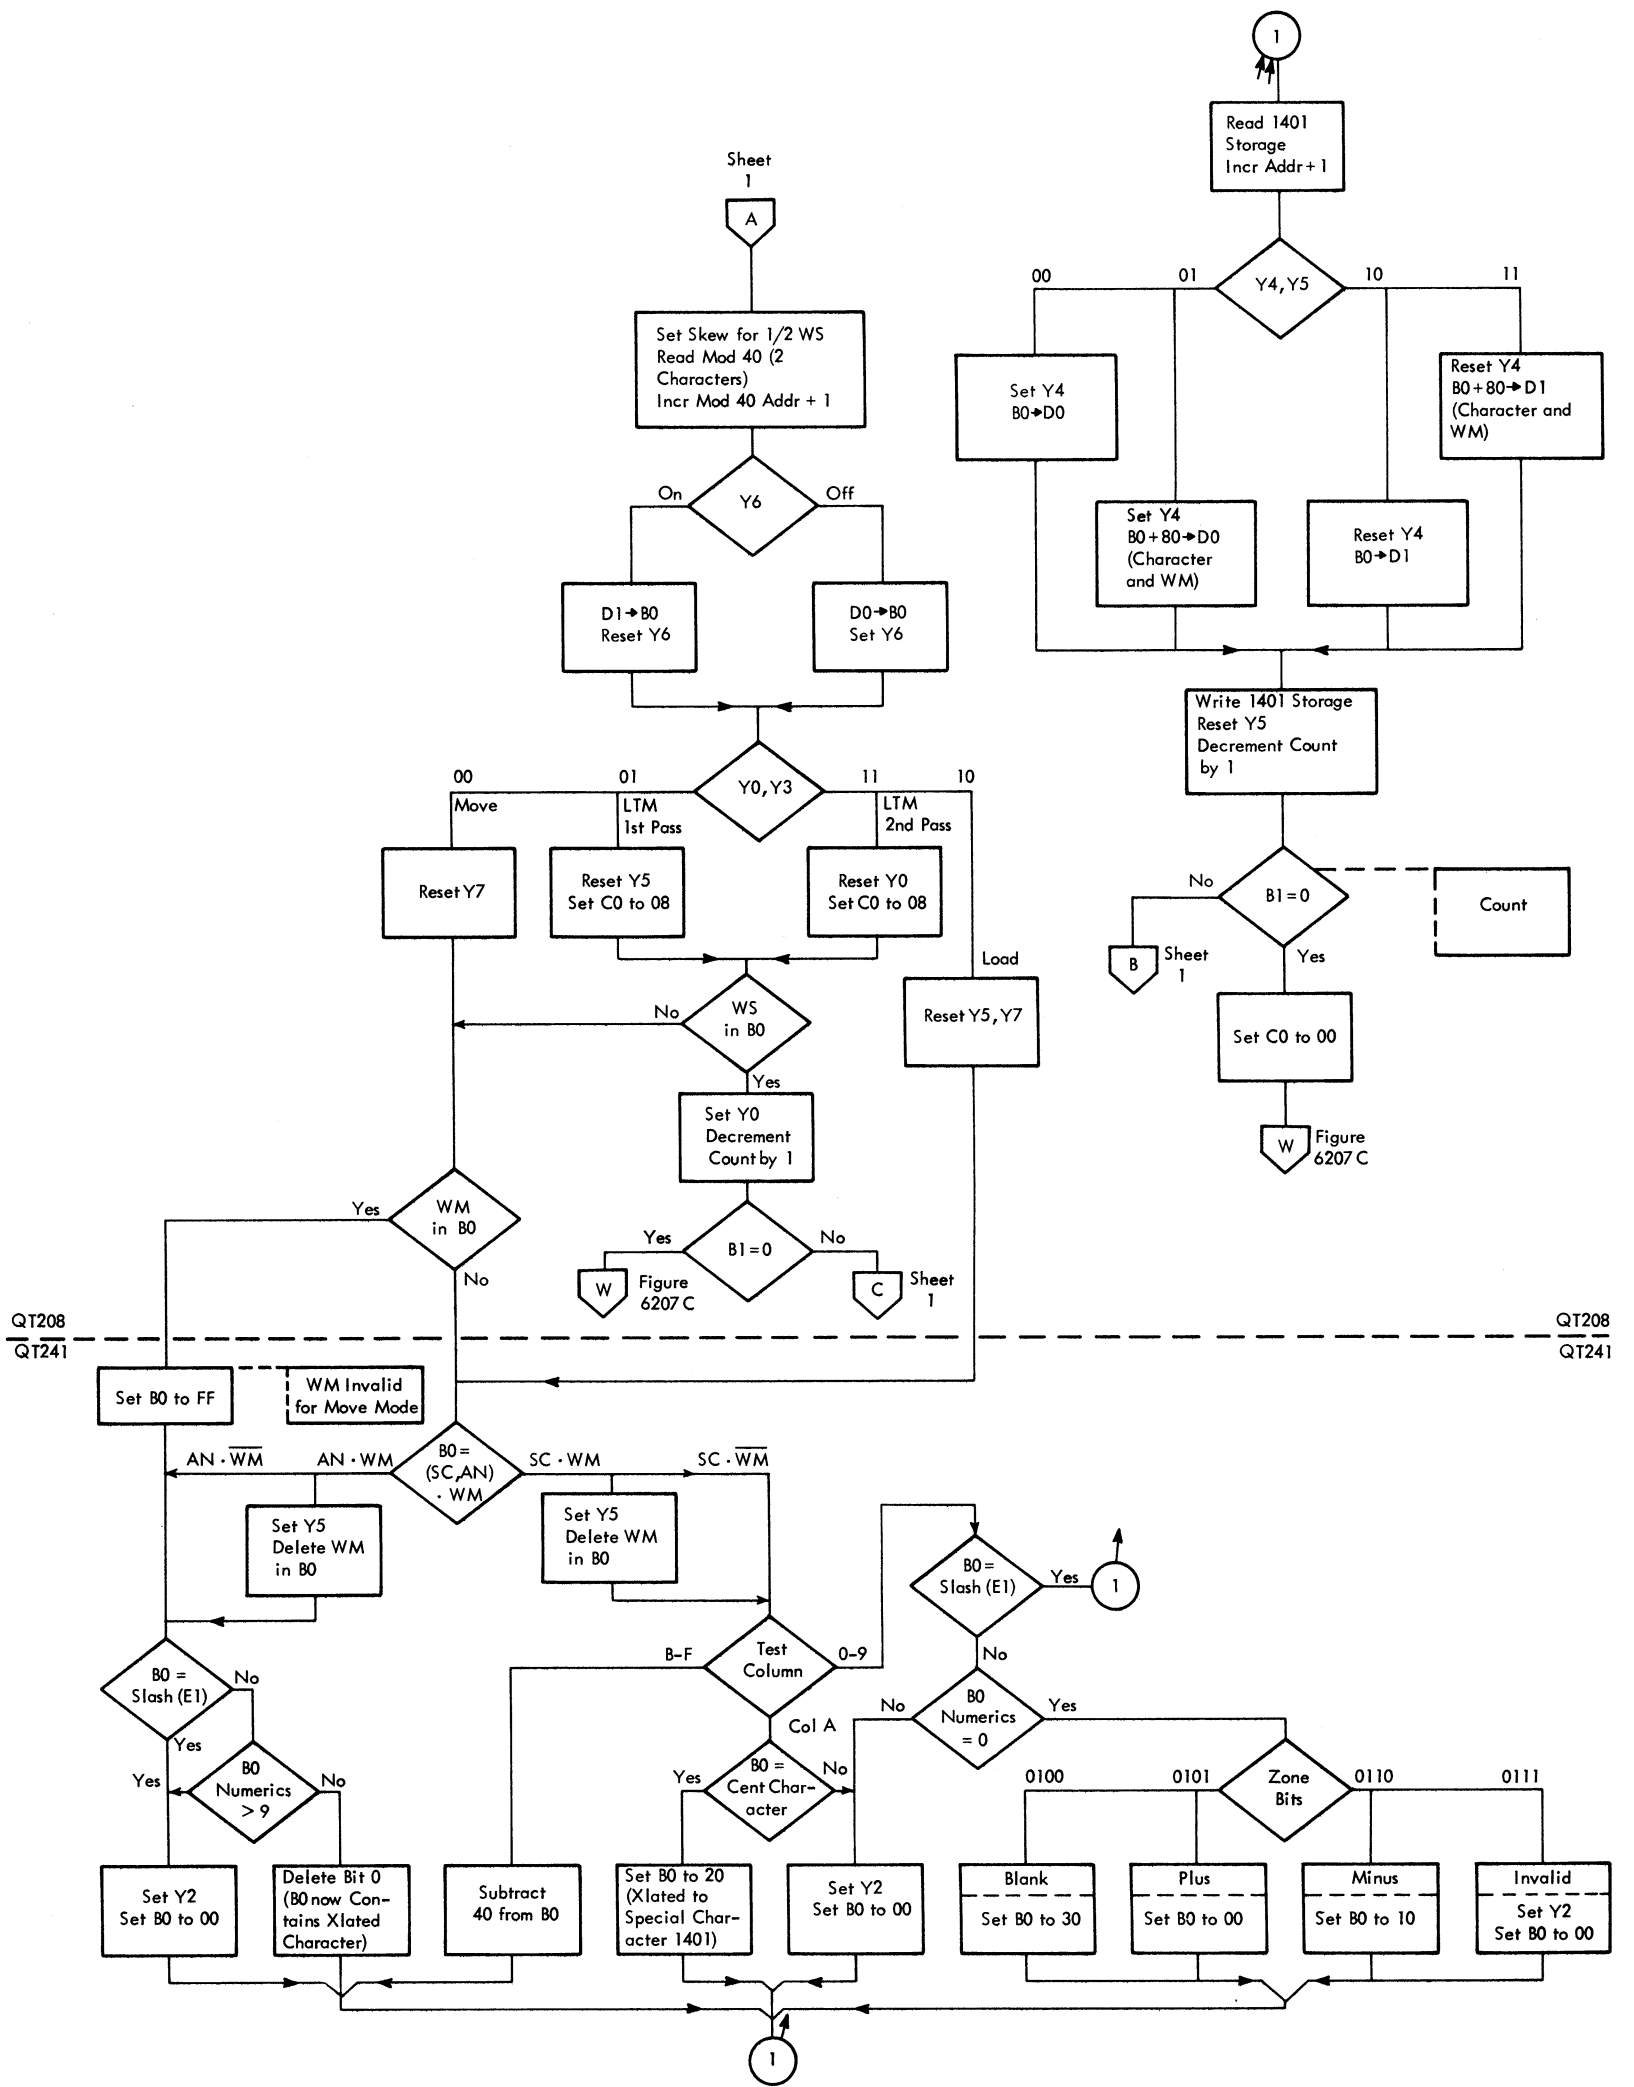 1
Read 1401
Storage
Incr Addr + 1
Sheet
1
A
Y4, Y5
00
01
10
11
Set Skew for 1/2 WS
Read Mod 40 (2
Characters)
Incr Mod 40 Addr + 1
Set Y4
B0→D0
Reset Y4
B0+80→D1
(Character and
WM)
Set Y4
B0+80→D0
(Character
and WM)
Reset Y4
B0→D1
On
Y6
Off
D1→B0
Reset Y6
D0→B0
Set Y6
Write 1401 Storage
Reset Y5
Decrement Count
by 1
00
01
Y0, Y3
11
10
Move
LTM
1st Pass
LTM
2nd Pass
Reset Y7
Reset Y5
Set C0 to 08
Reset Y0
Set C0 to 08
No
B1=0
Count
Yes
B
Sheet
1
Load
Reset Y5, Y7
No
WS
in B0
Yes
Set C0 to 00
Set Y0
Decrement
Count by 1
W
Figure
6207 C
Yes
WM
in B0
No
Yes
B1=0
No
W
Figure
6207 C
C
Sheet
1
QT208
QT208
QT241
QT241
Set B0 to FF
WM Invalid
for Move Mode
AN · W̅M̅
AN · WM
B0 =
(SC,AN)
· WM
SC · WM
SC · W̅M̅
Set Y5
Delete WM
in B0
Set Y5
Delete WM
in B0
B0 =
Slash (E1)
Yes
1
No
B-F
Test
Column
0-9
Col A
B0 =
Slash (E1)
No
Yes
No
B0
Numerics
= 0
Yes
Yes
B0
Numerics
> 9
No
Yes
B0 =
Cent Char-
acter
No
0100
0101
Zone
Bits
0110
0111
Set Y2
Set B0 to 00
Delete Bit 0
(B0 now Con-
tains Xlated
Character)
Subtract
40 from B0
Set B0 to 20
(Xlated to
Special Char-
acter 1401)
Set Y2
Set B0 to 00
Blank
Set B0 to 30
Plus
Set B0 to 00
Minus
Set B0 to 10
Invalid
Set Y2
Set B0 to 00
1